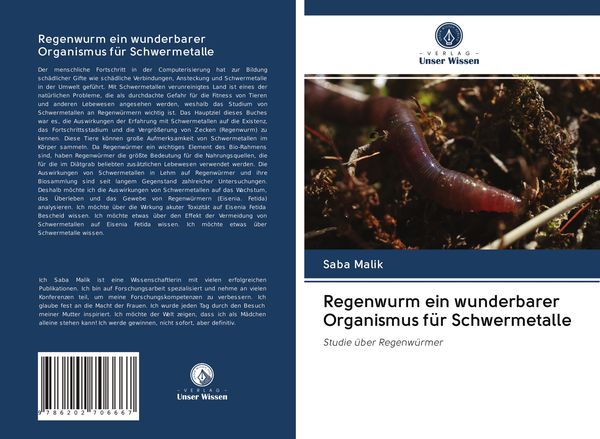 Regenwurm ein wunderbarer
Organismus für Schwermetalle
Der menschliche Fortschritt in der Computerisierung hat zur Bildung
schädlicher Gifte wie schädliche Verbindungen, Ansteckung und Schwermetalle
in der Umwelt geführt. Mit Schwermetallen verunreinigtes Land ist eines der
natürlichen Probleme, die als durchdachte Gefahr für die Fitness von Tieren
und anderen Lebewesen angesehen werden, weshalb das Studium von
Schwermetallen an Regenwürmern wichtig ist. Das Hauptziel dieses Buches
war es, die Auswirkungen der Erfahrung mit Schwermetallen auf die Existenz,
das Fortschrittsstadium und die Vergrößerung von Zecken (Regenwurm) zu
kennen. Diese Tiere können große Aufmerksamkeit von Schwermetallen im
Körper sammeln. Da Regenwürmer ein wichtiges Element des Bio-Rahmens
sind, haben Regenwürmer die größte Bedeutung für die Nahrungsquellen, die
für die im Diätgrab beliebten zusätzlichen Lebewesen verwendet werden. Die
Auswirkungen von Schwermetallen in Lehm auf Regenwürmer und ihre
Biosammlung sind seit langem Gegenstand zahlreicher Untersuchungen.
Deshalb möchte ich die Auswirkungen von Schwermetallen auf das Wachstum,
das Überleben und das Gewebe von Regenwürmern (Eisenia. Fetida)
analysieren. Ich möchte über die Wirkung akuter Toxizität auf Eisenia Fetida
Bescheid wissen. Ich möchte etwas über den Effekt der Vermeidung von
Schwermetallen auf Eisenia Fetida wissen. Ich möchte etwas über
Schwermetalle wissen.
Ich Saba Malik ist eine Wissenschaftlerin mit vielen erfolgreichen
Publikationen. Ich bin auf Forschungsarbeit spezialisiert und nehme an vielen
Konferenzen teil, um meine Forschungskompetenzen zu verbessern. Ich
glaube fest an die Macht der Frauen. Ich wurde jeden Tag durch den Besuch
meiner Mutter inspiriert. Ich möchte der Welt zeigen, dass ich als Mädchen
alleine stehen kann! Ich werde gewinnen, nicht sofort, aber definitiv.
9 786202 706667
VERLAG
Unser Wissen
VERLAG
Unser Wissen
Saba Malik
Regenwurm ein wunderbarer
Organismus für Schwermetalle
Studie über Regenwürmer